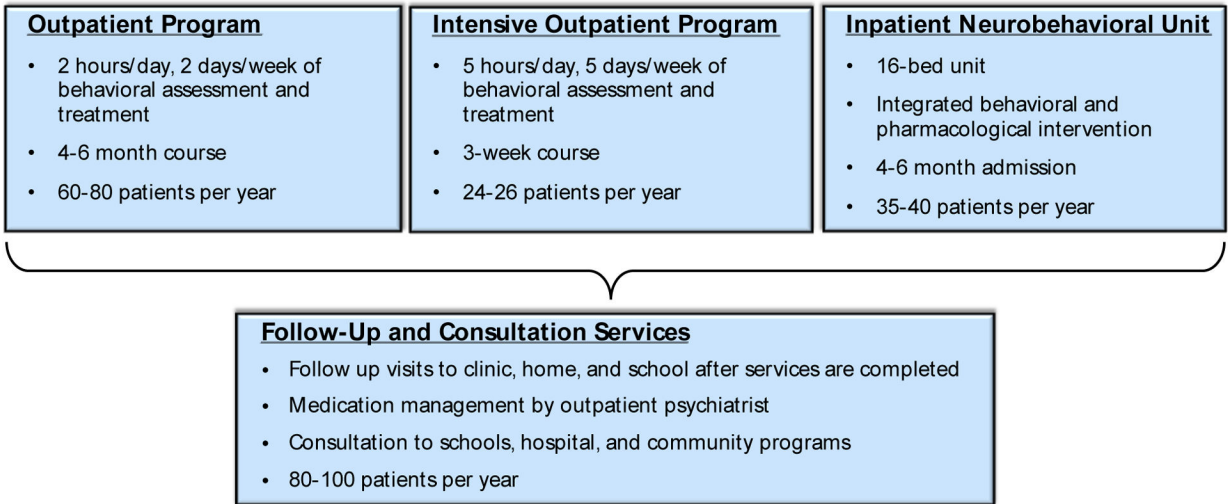 Outpatient Program
• 2 hours/day, 2 days/week of
behavioral assessment and
treatment
• 4-6 month course
• 60-80 patients per year
Intensive Outpatient Program
• 5 hours/day, 5 days/week of
behavioral assessment and
treatment
• 3-week course
• 24-26 patients per year
Inpatient Neurobehavioral Unit
• 16-bed unit
• Integrated behavioral and
pharmacological intervention
• 4-6 month admission
• 35-40 patients per year
Follow-Up and Consultation Services
• Follow up visits to clinic, home, and school after services are completed
• Medication management by outpatient psychiatrist
• Consultation to schools, hospital, and community programs
• 80-100 patients per year